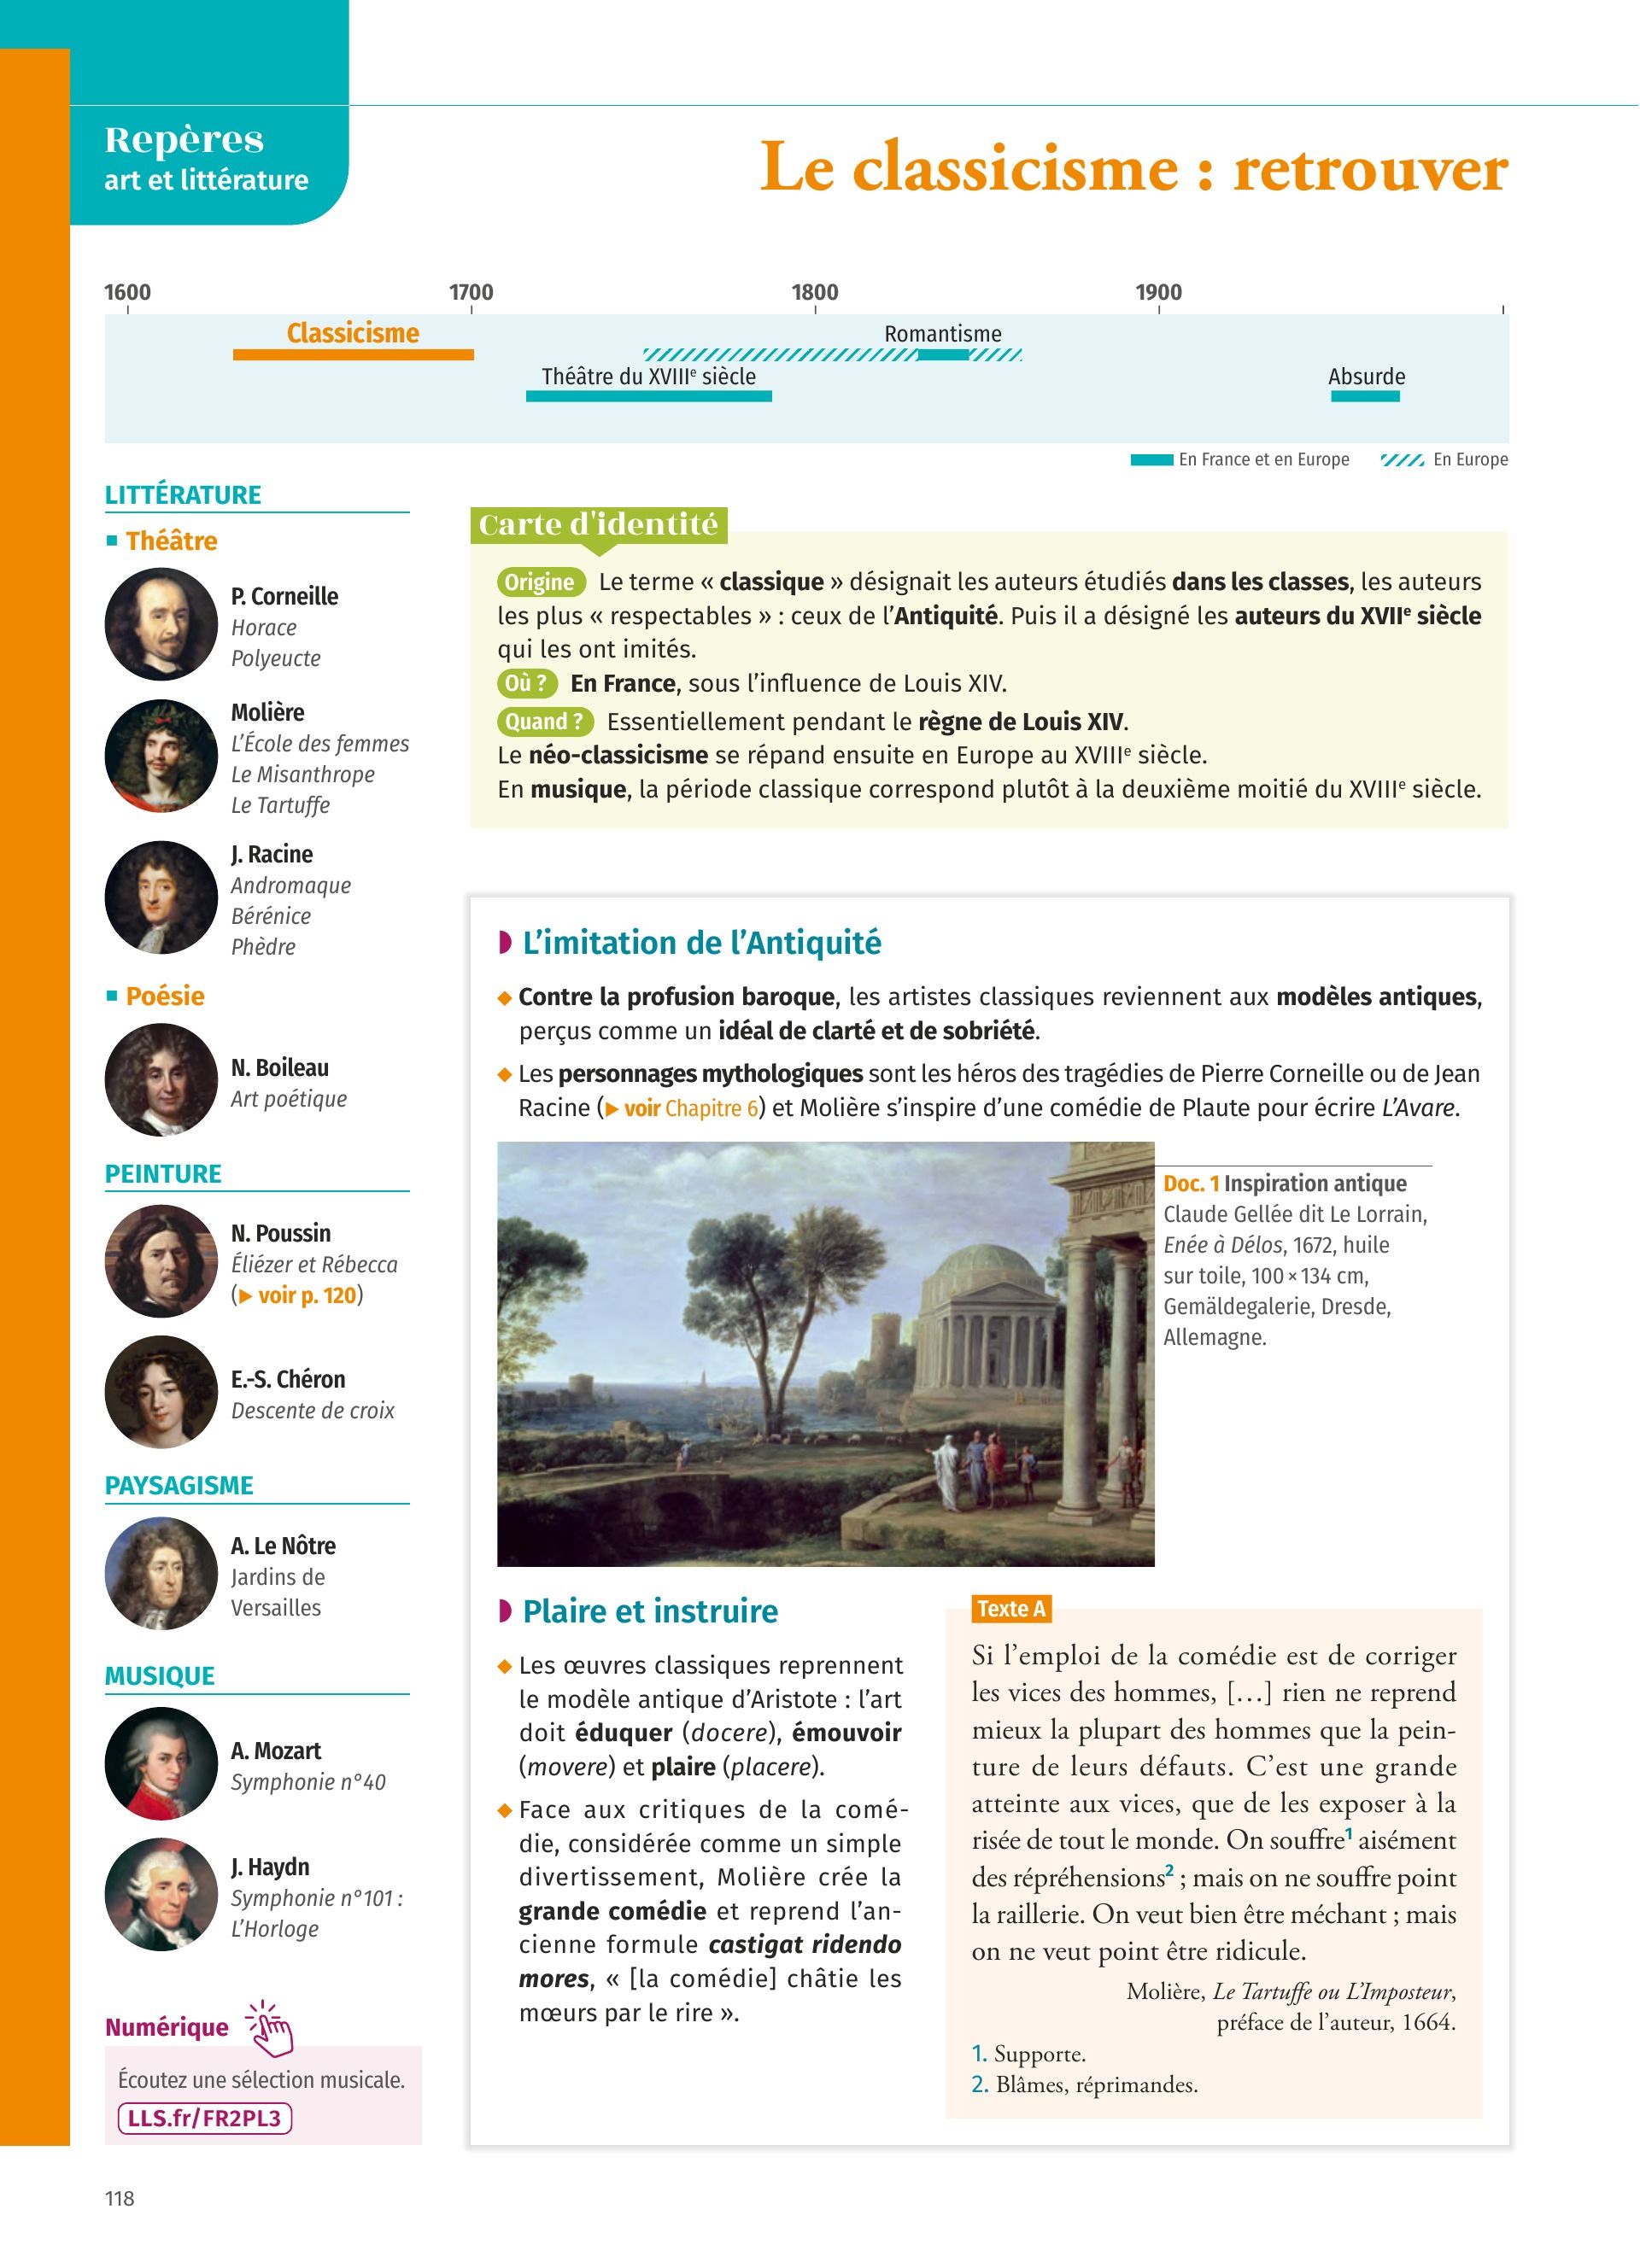 Repères
art et littérature
Le classicisme : retrouver
1600
1700
1800
1900
Classicisme
Romantisme
Théâtre du XVIIIe siècle
Absurde
En France et en Europe
En Europe
LITTÉRATURE
Théâtre
P. Corneille
Horace
Polyeucte
Molière
L’École des femmes
Le Misanthrope
Le Tartuffe
J. Racine
Andromaque
Bérénice
Phèdre
Poésie
N. Boileau
Art poétique
PEINTURE
N. Poussin
Éliézer et Rébecca
(▶ voir p. 120)
E.-S. Chéron
Descente de croix
PAYSAGISME
A. Le Nôtre
Jardins de
Versailles
MUSIQUE
A. Mozart
Symphonie n°40
J. Haydn
Symphonie n°101 :
L’Horloge
Numérique
Écoutez une sélection musicale.
LLS.fr/FR2PL3
Carte d'identité
Origine Le terme « classique » désignait les auteurs étudiés dans les classes, les auteurs
les plus « respectables » : ceux de l’Antiquité. Puis il a désigné les auteurs du XVIIe siècle
qui les ont imités.
Où ? En France, sous l’influence de Louis XIV.
Quand ? Essentiellement pendant le règne de Louis XIV.
Le néo-classicisme se répand ensuite en Europe au XVIIIe siècle.
En musique, la période classique correspond plutôt à la deuxième moitié du XVIIIe siècle.
L’imitation de l’Antiquité
Contre la profusion baroque, les artistes classiques reviennent aux modèles antiques,
perçus comme un idéal de clarté et de sobriété.
Les personnages mythologiques sont les héros des tragédies de Pierre Corneille ou de Jean
Racine (▶ voir Chapitre 6) et Molière s’inspire d’une comédie de Plaute pour écrire L’Avare.
Doc. 1 Inspiration antique
Claude Gellée dit Le Lorrain,
Enée à Délos, 1672, huile
sur toile, 100 × 134 cm,
Gemäldegalerie, Dresde,
Allemagne.
Plaire et instruire
Les œuvres classiques reprennent
le modèle antique d’Aristote : l’art
doit éduquer (docere), émouvoir
(movere) et plaire (placere).
Face aux critiques de la comé-
die, considérée comme un simple
divertissement, Molière crée la
grande comédie et reprend l’an-
cienne formule castigat ridendo
mores, « [la comédie] châtie les
mœurs par le rire ».
Texte A
Si l’emploi de la comédie est de corriger
les vices des hommes, […] rien ne reprend
mieux la plupart des hommes que la pein-
ture de leurs défauts. C’est une grande
atteinte aux vices, que de les exposer à la
risée de tout le monde. On souffre1 aisément
des répréhensions2 ; mais on ne souffre point
la raillerie. On veut bien être méchant ; mais
on ne veut point être ridicule.
Molière, Le Tartuffe ou L’Imposteur,
préface de l’auteur, 1664.
1. Supporte.
2. Blâmes, réprimandes.
118